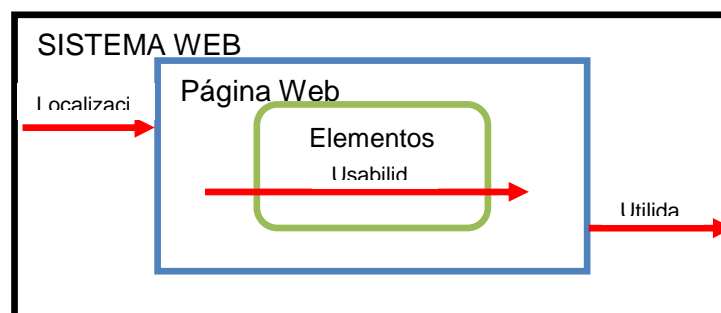 SISTEMA WEB
Página Web
Localizaci
Elementos
Usabilid
Utilida